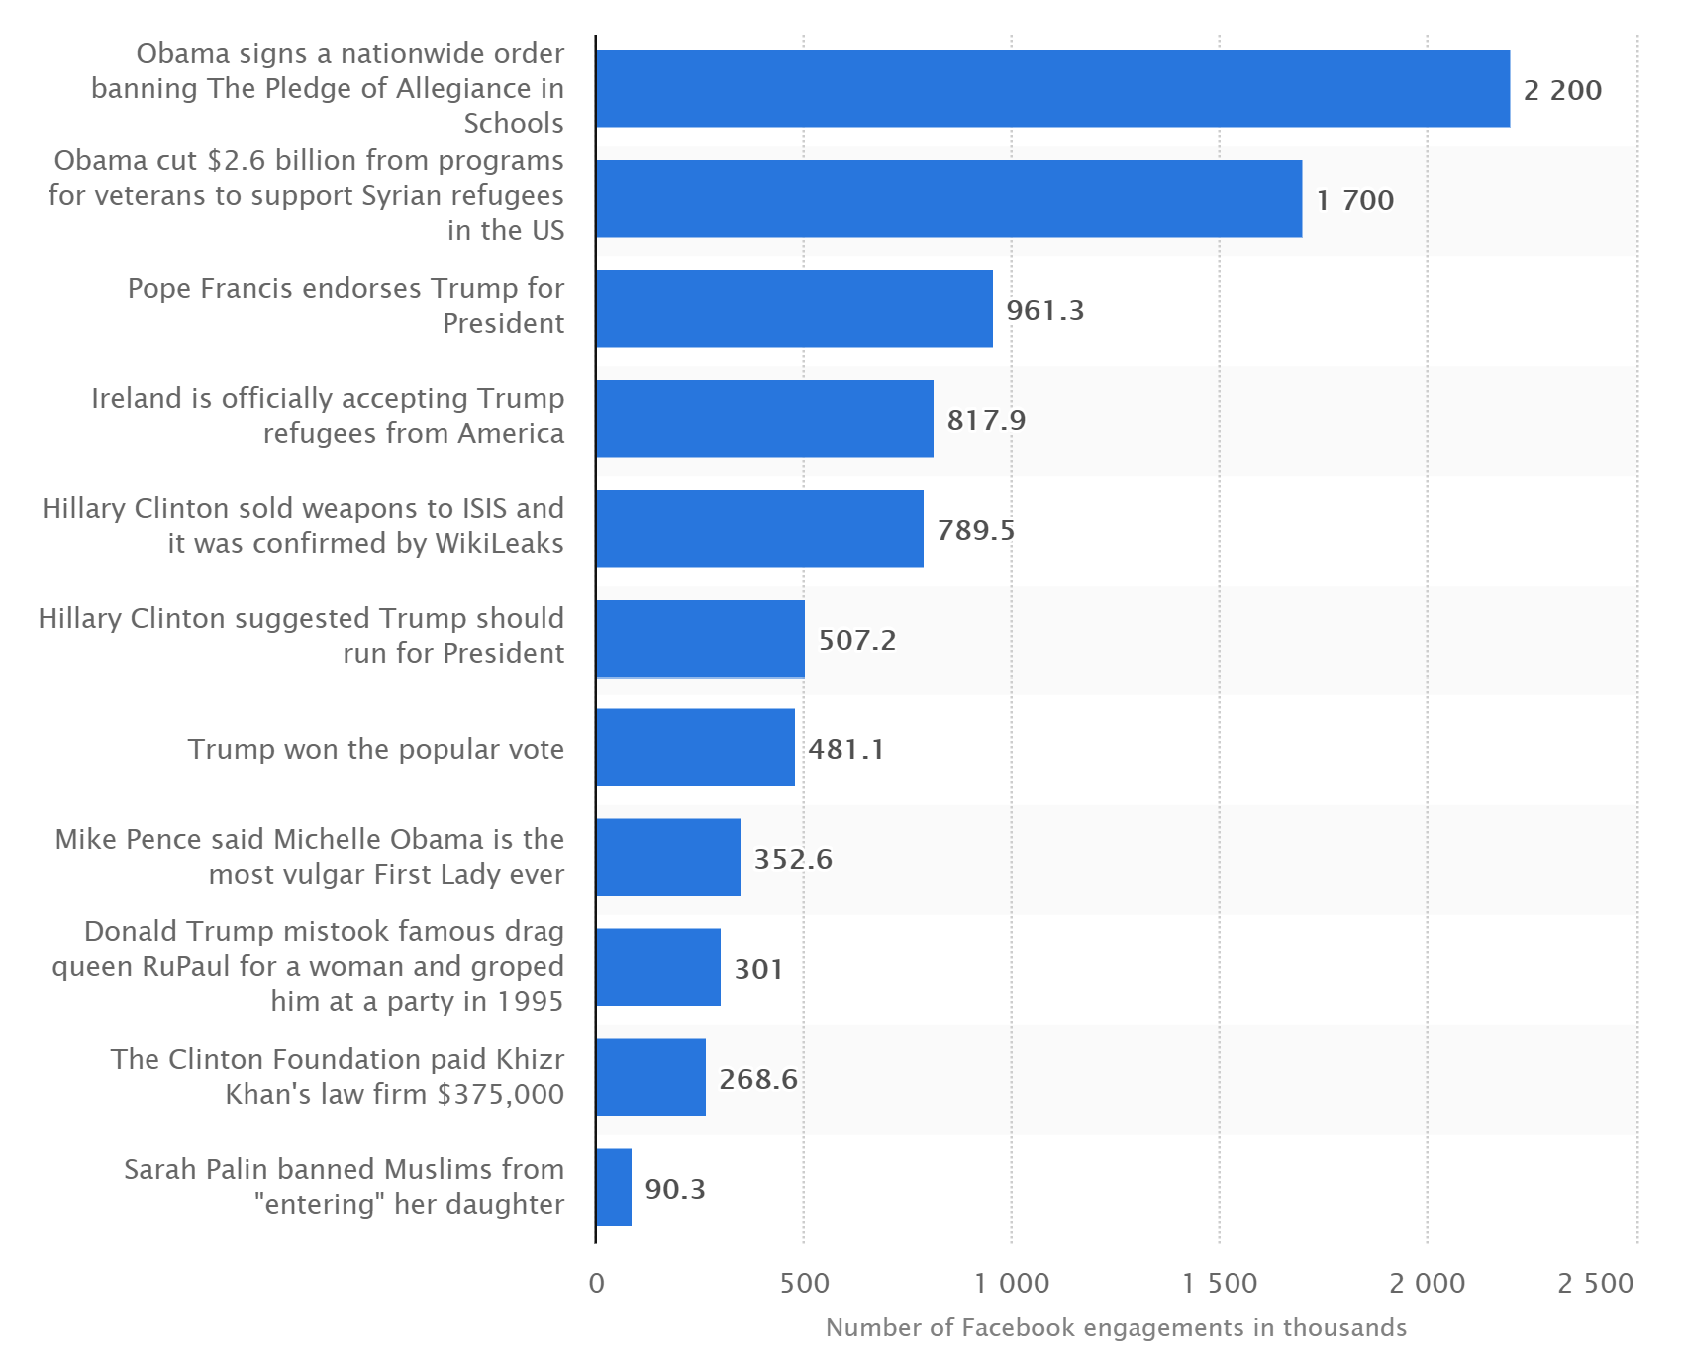 Obama signs a nationwide order
banning The Pledge of Allegiance in
Schools
2 200
Obama cut $2.6 billion from programs
for veterans to support Syrian refugees
in the US
1 700
Pope Francis endorses Trump for
President
961.3
Ireland is officially accepting Trump
refugees from America
817.9
Hillary Clinton sold weapons to ISIS and
it was confirmed by WikiLeaks
789.5
Hillary Clinton suggested Trump should
run for President
507.2
Trump won the popular vote
481.1
Mike Pence said Michelle Obama is the
most vulgar First Lady ever
352.6
Donald Trump mistook famous drag
queen RuPaul for a woman and groped
him at a party in 1995
301
The Clinton Foundation paid Khizr
Khan's law firm $375,000
268.6
Sarah Palin banned Muslims from
"entering" her daughter
90.3
0 500 1 000 1 500 2 000 2 500
Number of Facebook engagements in thousands